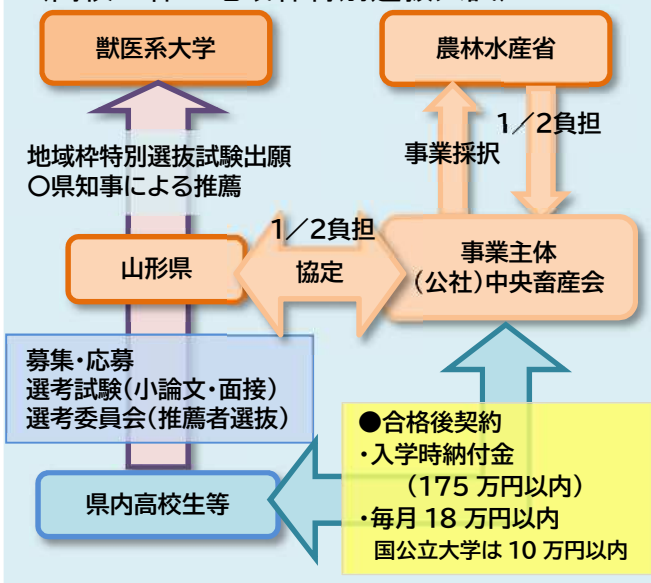 獣医系大学
農林水産省
地域枠特別選抜試験出願
〇県知事による推薦
事業採択
1／2負担
山形県
1／2負担
協定
事業主体
(公社)中央畜産会
募集・応募
選考試験(小論文・面接)
選考委員会(推薦者選抜)
県内高校生等
●合格後契約
・入学時納付金
(175 万円以内)
・毎月 18 万円以内
国公立大学は 10 万円以内